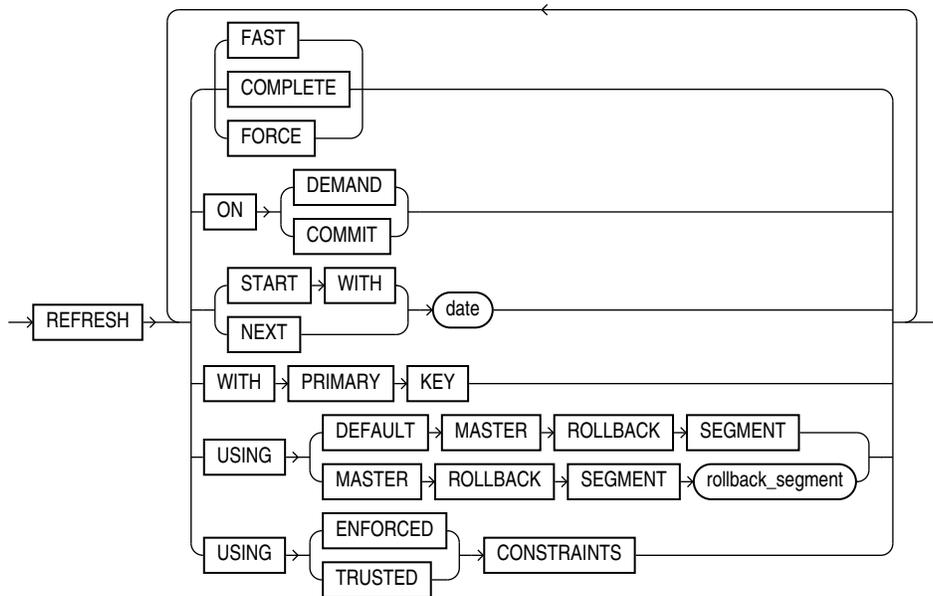 FAST
COMPLETE
FORCE
DEMAND
ON
COMMIT
START WITH
date
NEXT
REFRESH
WITH PRIMARY KEY
DEFAULT MASTER ROLLBACK SEGMENT
USING
MASTER ROLLBACK SEGMENT rollback_segment
ENFORCED
USING CONSTRAINTS
TRUSTED